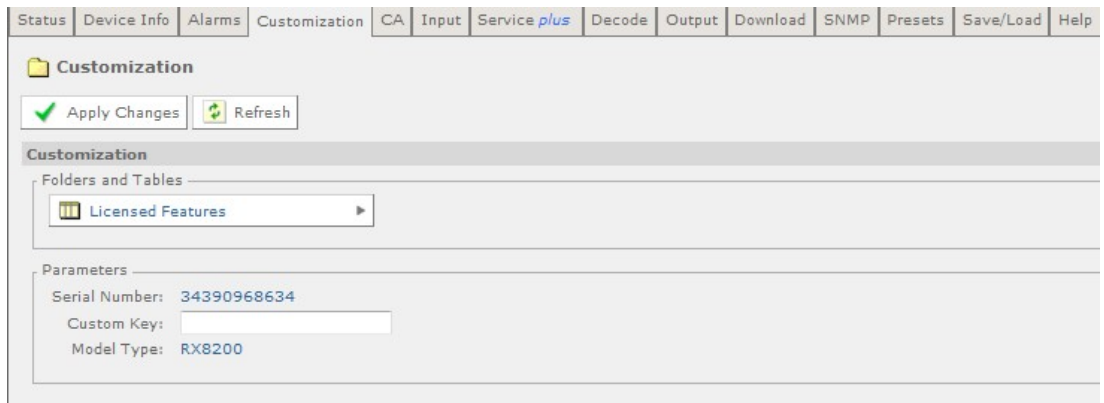 Status Device Info Alarms Customization CA Input Service plus Decode Output Download SNMP Presets Save/Load Help
Customization
Apply Changes Refresh
Customization
Folders and Tables
Licensed Features
Parameters
Serial Number: 34390968634
Custom Key:
Model Type: RX8200